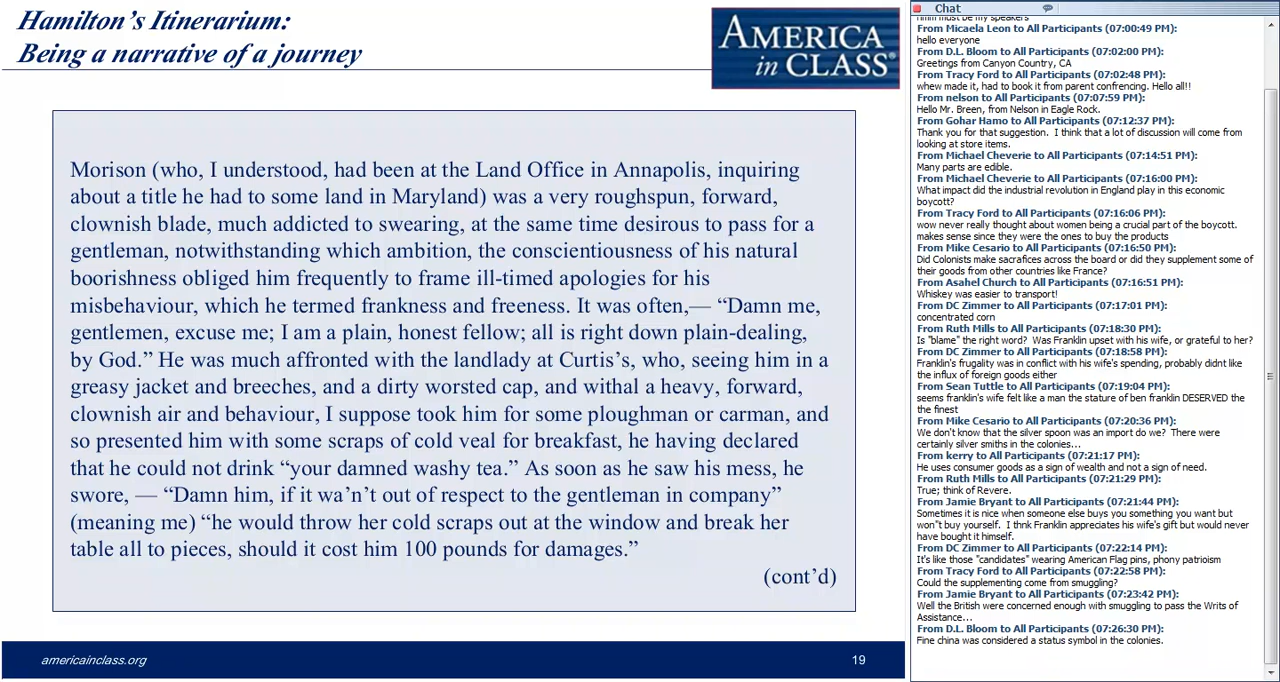 Hamilton's Itinerarium:
Being a narrative of a journey
AMERICA
in CLASS®
Morison (who, I understood, had been at the Land Office in Annapolis, inquiring
about a title he had to some land in Maryland) was a very roughspun, forward,
clownish blade, much addicted to swearing, at the same time desirous to pass for a
gentleman, notwithstanding which ambition, the conscientiousness of his natural
boorishness obliged him frequently to frame ill-timed apologies for his
misbehaviour, which he termed frankness and freeness. It was often,— “Damn me,
gentlemen, excuse me; I am a plain, honest fellow; all is right down plain-dealing,
by God.” He was much affronted with the landlady at Curtis’s, who, seeing him in a
greasy jacket and breeches, and a dirty worsted cap, and withal a heavy, forward,
clownish air and behaviour, I suppose took him for some ploughman or carman, and
so presented him with some scraps of cold veal for breakfast, he having declared
that he could not drink “your damned washy tea.” As soon as he saw his mess, he
swore, — “Damn him, if it wa’n’t out of respect to the gentleman in company”
(meaning me) “he would throw her cold scraps out at the window and break her
table all to pieces, should it cost him 100 pounds for damages.”
(cont’d)
americainclass.org
19
Chat
hmm must be my speakers
From Micaela Leon to All Participants (07:00:49 PM):
hello everyone
From D.L. Bloom to All Participants (07:02:00 PM):
Greetings from Canyon Country, CA
From Tracy Ford to All Participants (07:02:48 PM):
whew made it, had to book it from parent confrencing. Hello all!!
From nelson to All Participants (07:07:59 PM):
Hello Mr. Breen, from Nelson in Eagle Rock.
From Gohar Hamo to All Participants (07:12:37 PM):
Thank you for that suggestion.  I think that a lot of discussion will come from
looking at store items.
From Michael Cheverie to All Participants (07:14:51 PM):
Many parts are edible.
From Michael Cheverie to All Participants (07:16:00 PM):
What impact did the industrial revolution in England play in this economic
boycott?
From Tracy Ford to All Participants (07:16:06 PM):
wow never really thought about women being a crucial part of the boycott.
makes sense since they were the ones to buy the products
From Mike Cesario to All Participants (07:16:50 PM):
Did Colonists make sacrafices across the board or did they supplement some of
their goods from other countries like France?
From Asahel Church to All Participants (07:16:51 PM):
Whiskey was easier to transport!
From DC Zimmer to All Participants (07:17:01 PM):
concentrated corn
From Ruth Mills to All Participants (07:18:30 PM):
Is "blame" the right word?  Was Franklin upset with his wife, or grateful to her?
From DC Zimmer to All Participants (07:18:58 PM):
Franklin's frugality was in conflict with his wife's spending, probably didnt like
the influx of foreign goods either
From Sean Tuttle to All Participants (07:19:04 PM):
seems franklin's wife felt like a man the stature of ben franklin DESERVED the
the finest
From Mike Cesario to All Participants (07:20:36 PM):
We don't know that the silver spoon was an import do we?  There were
certainly silver smiths in the colonies...
From kerry to All Participants (07:21:17 PM):
He uses consumer goods as a sign of wealth and not a sign of need.
From Ruth Mills to All Participants (07:21:29 PM):
True; think of Revere.
From Jamie Bryant to All Participants (07:21:44 PM):
Sometimes it is nice when someone else buys you something you want but
won"t buy yourself.  I thnk Franklin appreciates his wife's gift but would never
have bought it himself.
From DC Zimmer to All Participants (07:22:14 PM):
It's like those "candidates" wearing American Flag pins, phony patrioism
From Tracy Ford to All Participants (07:22:58 PM):
Could the supplementing come from smuggling?
From Jamie Bryant to All Participants (07:23:42 PM):
Well the British were concerned enough with smuggling to pass the Writs of
Assistance...
From D.L. Bloom to All Participants (07:26:30 PM):
Fine china was considered a status symbol in the colonies.